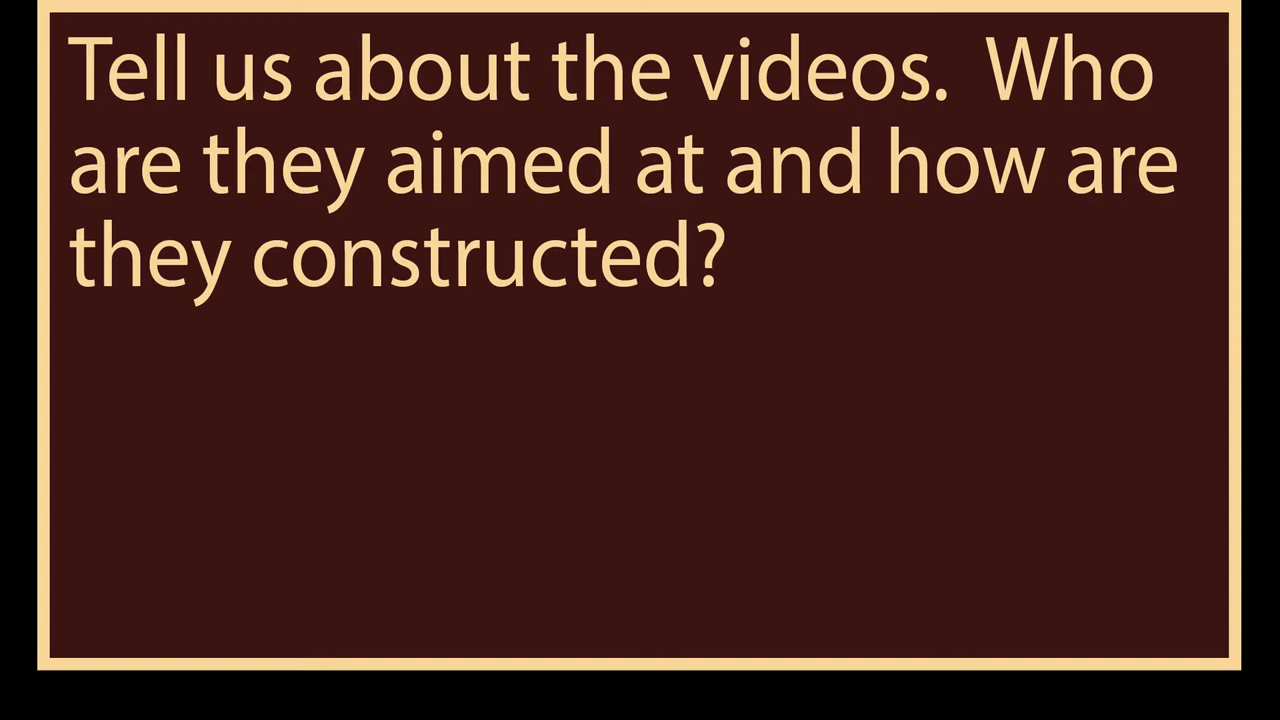 Tell us about the videos.  Who
are they aimed at and how are
they constructed?